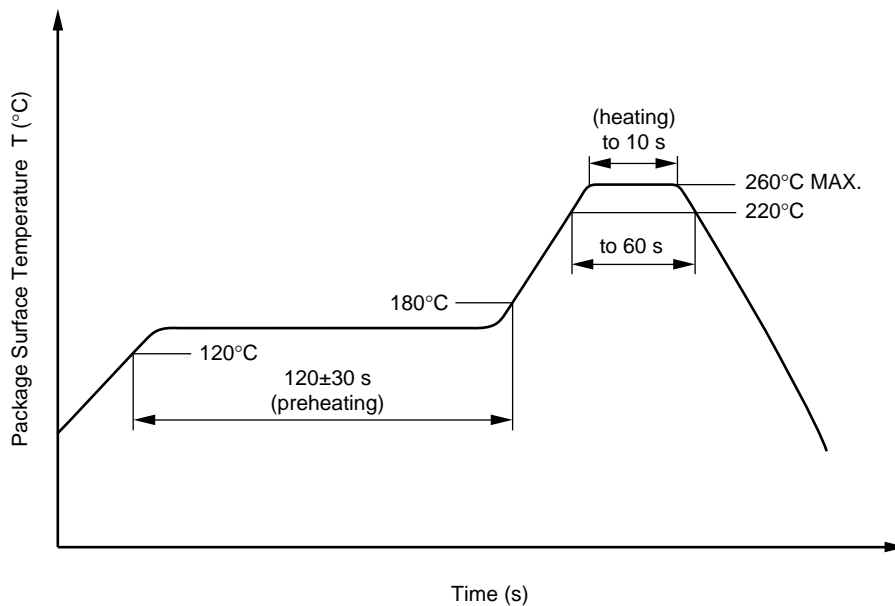 Package Surface Temperature T (°C)
(heating)
to 10 s
260°C MAX.
220°C
to 60 s
180°C
120°C
120±30 s
(preheating)
Time (s)